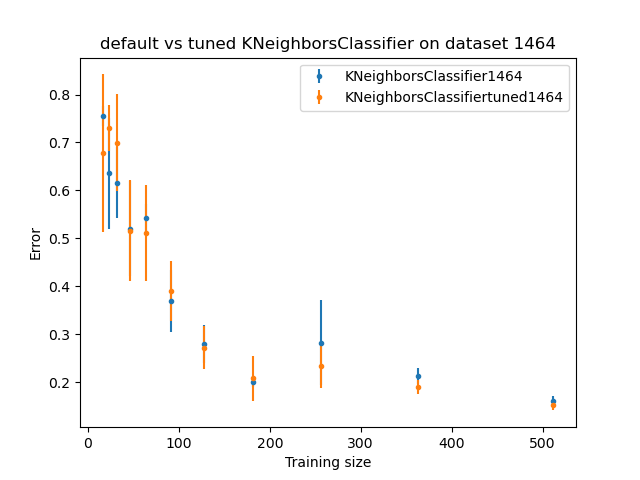 default vs tuned KNeighborsClassifier on dataset 1464
KNeighborsClassifier1464
KNeighborsClassifiertuned1464
0.8
0.7
0.6
0.5
0.4
0.3
0.2
Error
0 100 200 300 400 500
Training size